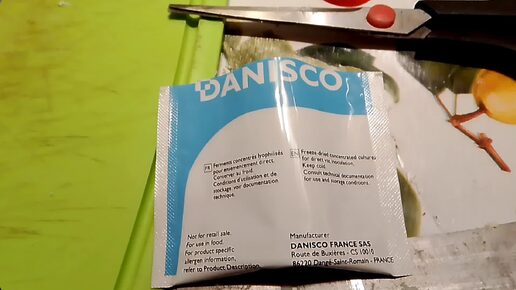 DANISCO
FR Ferments concentrés lyophilisés
pour ensemencement direct.
Conserver au froid.
Conditions d'utilisation et de
stockage, voir documentation
technique.
EN Freeze-dried concentrated cultures
for direct vat inoculation.
Keep cold.
Consult technical documentation
for use and storage conditions.
Not for retail sale.
For use in food.
For product specific
allergen information,
refer to Product Description.
Manufacturer
DANISCO FRANCE SAS
Route de Buxières - CS 10010
86220 Dangé-Saint-Romain - FRANCE